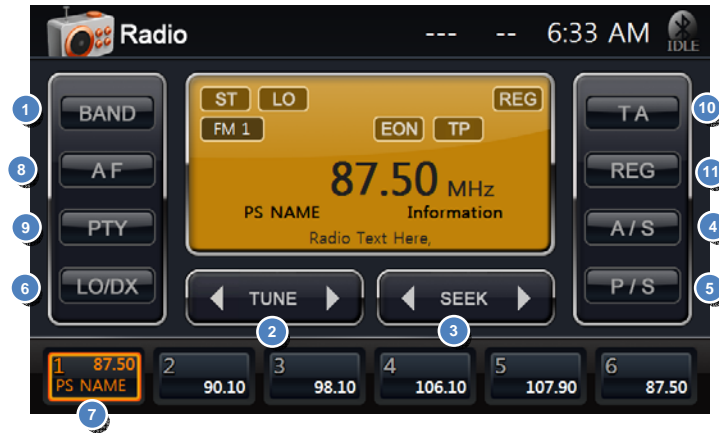 Radio --- -- 6:33 AM IDLE
ST LO REG
1 BAND FM 1 EON TP TA 10
8 AF 87.50 MHz REG 11
PS NAME Information
9 PTY Radio Text Here, A/S 4
6 LO/DX TUNE SEEK P/S 5
2 3
1 87.50 2 3 4 5 6
PS NAME 90.10 98.10 106.10 107.90 87.50
7